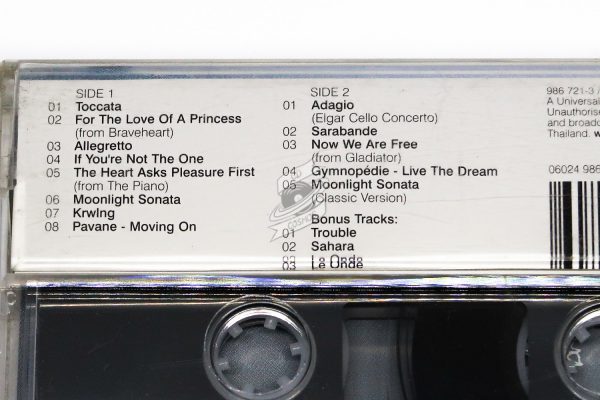 SIDE 1
01 Toccata
02 For The Love Of A Princess
(from Braveheart)
03 Allegretto
04 If You're Not The One
05 The Heart Asks Pleasure First
(from The Piano)
06 Moonlight Sonata
07 Krwlng
08 Pavane - Moving On
SIDE 2
01 Adagio
(Elgar Cello Concerto)
02 Sarabande
03 Now We Are Free
(from Gladiator)
04 Gymnopédie - Live The Dream
05 Moonlight Sonata
(Classic Version)
Bonus Tracks:
01 Trouble
02 Sahara
03 Le Onde
986 721-3
A Universal
Unauthorise
and broadc
Thailand. w
06024 986